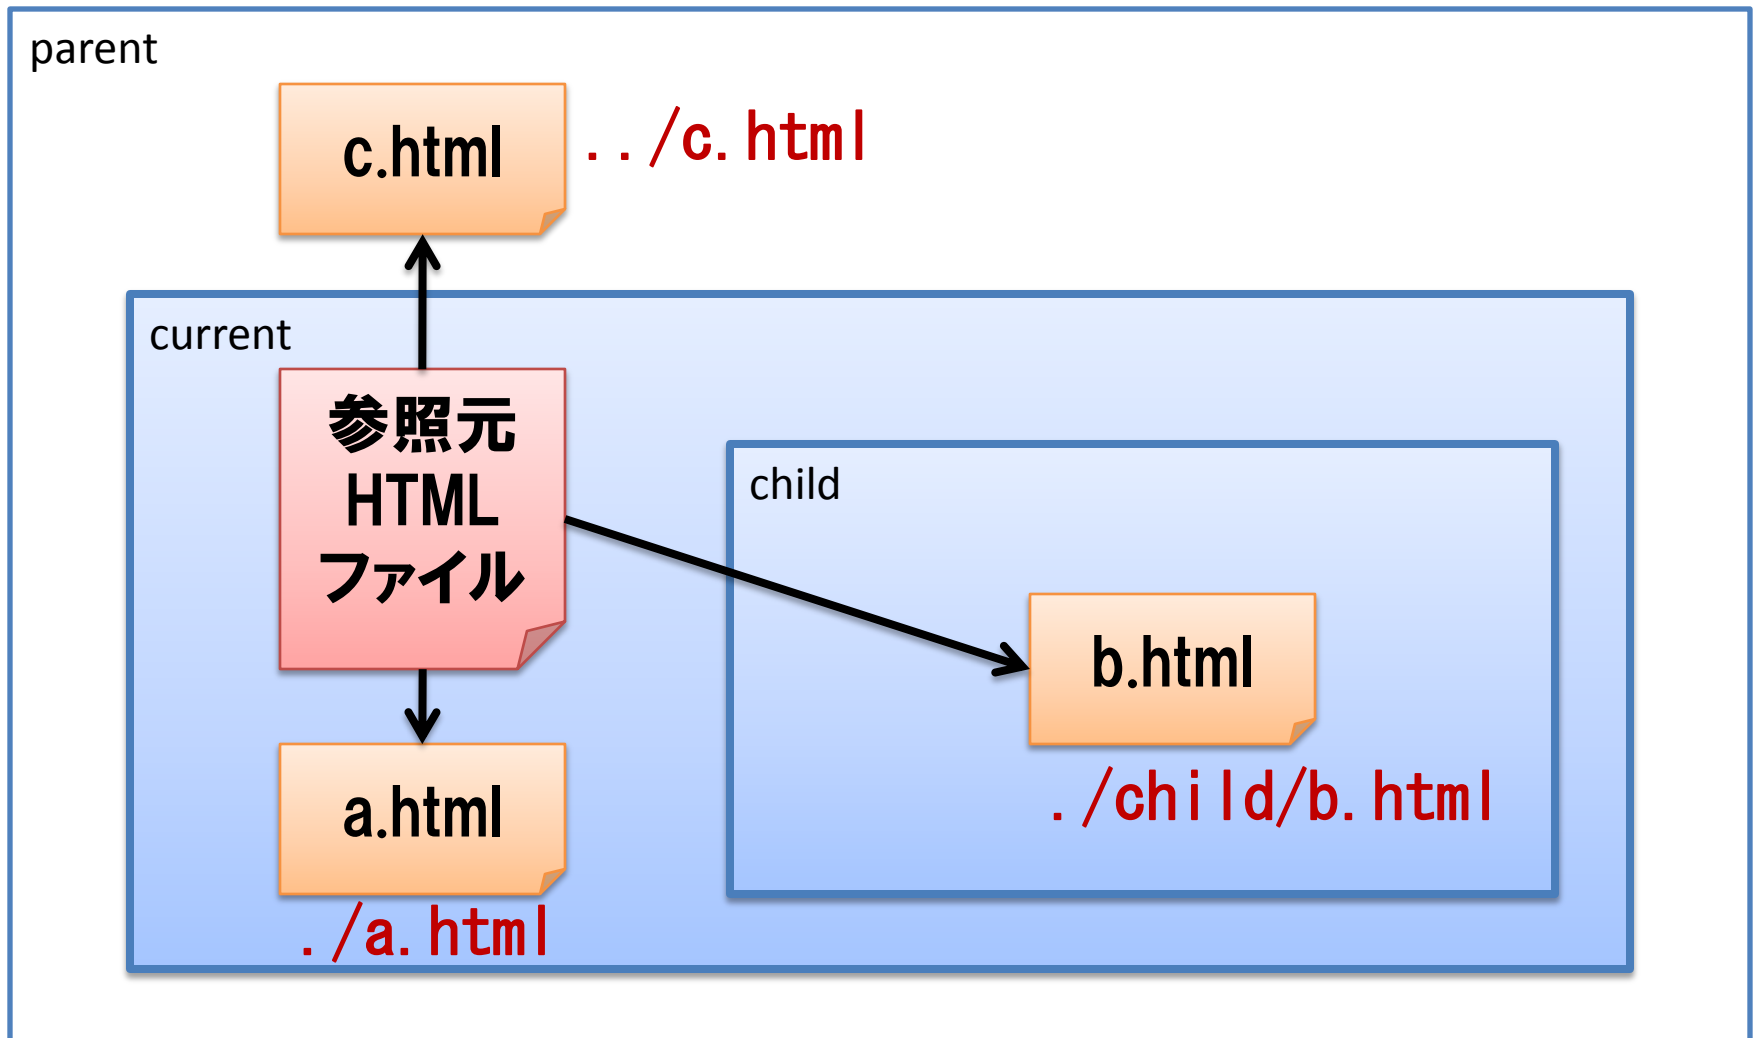 parent
c.html
../c.html
current
参照元
HTML
ファイル
child
b.html
./child/b.html
a.html
./a.html